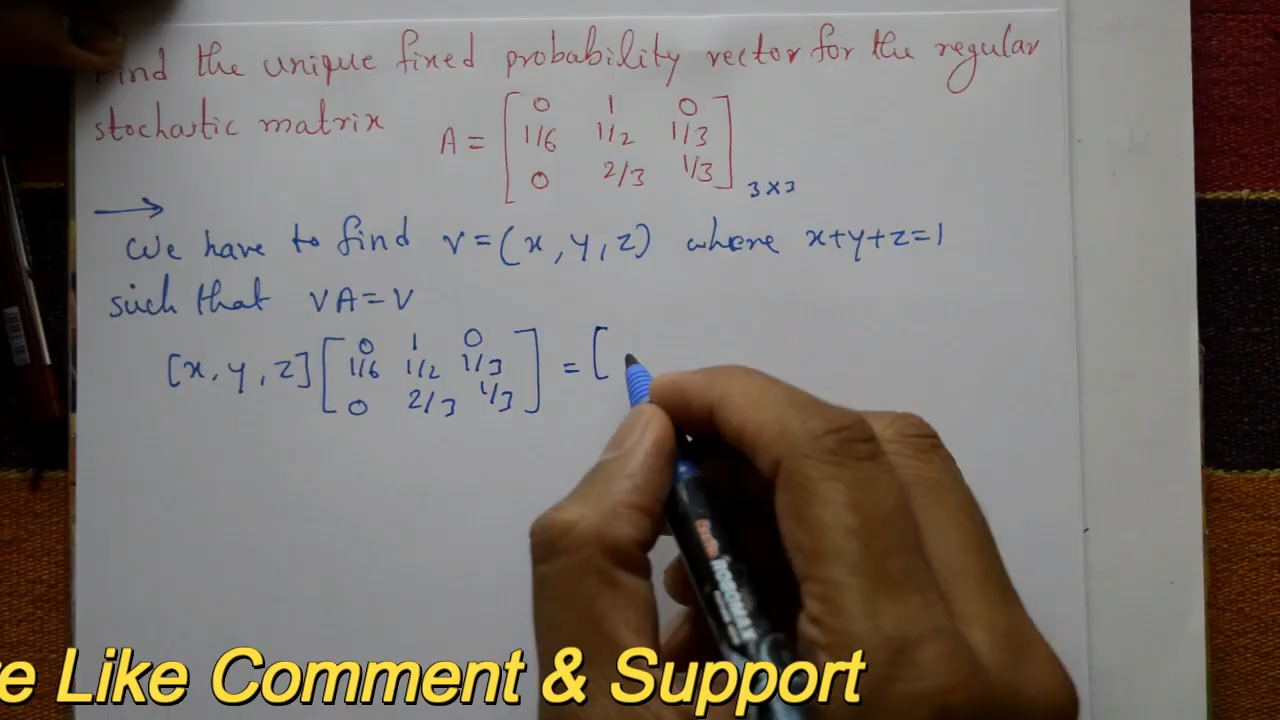 Find the unique fixed probability vector for the regular
stochastic matrix A = [ 0 1 0
1/6 1/2 1/3
0 2/3 1/3 ] 3×3
→
We have to find v = (x, y, z) where x+y+z=1
such that vA = v
[x, y, z] [ 0 1 0
1/6 1/2 1/3
0 2/3 1/3 ] = [
Like Comment & Support